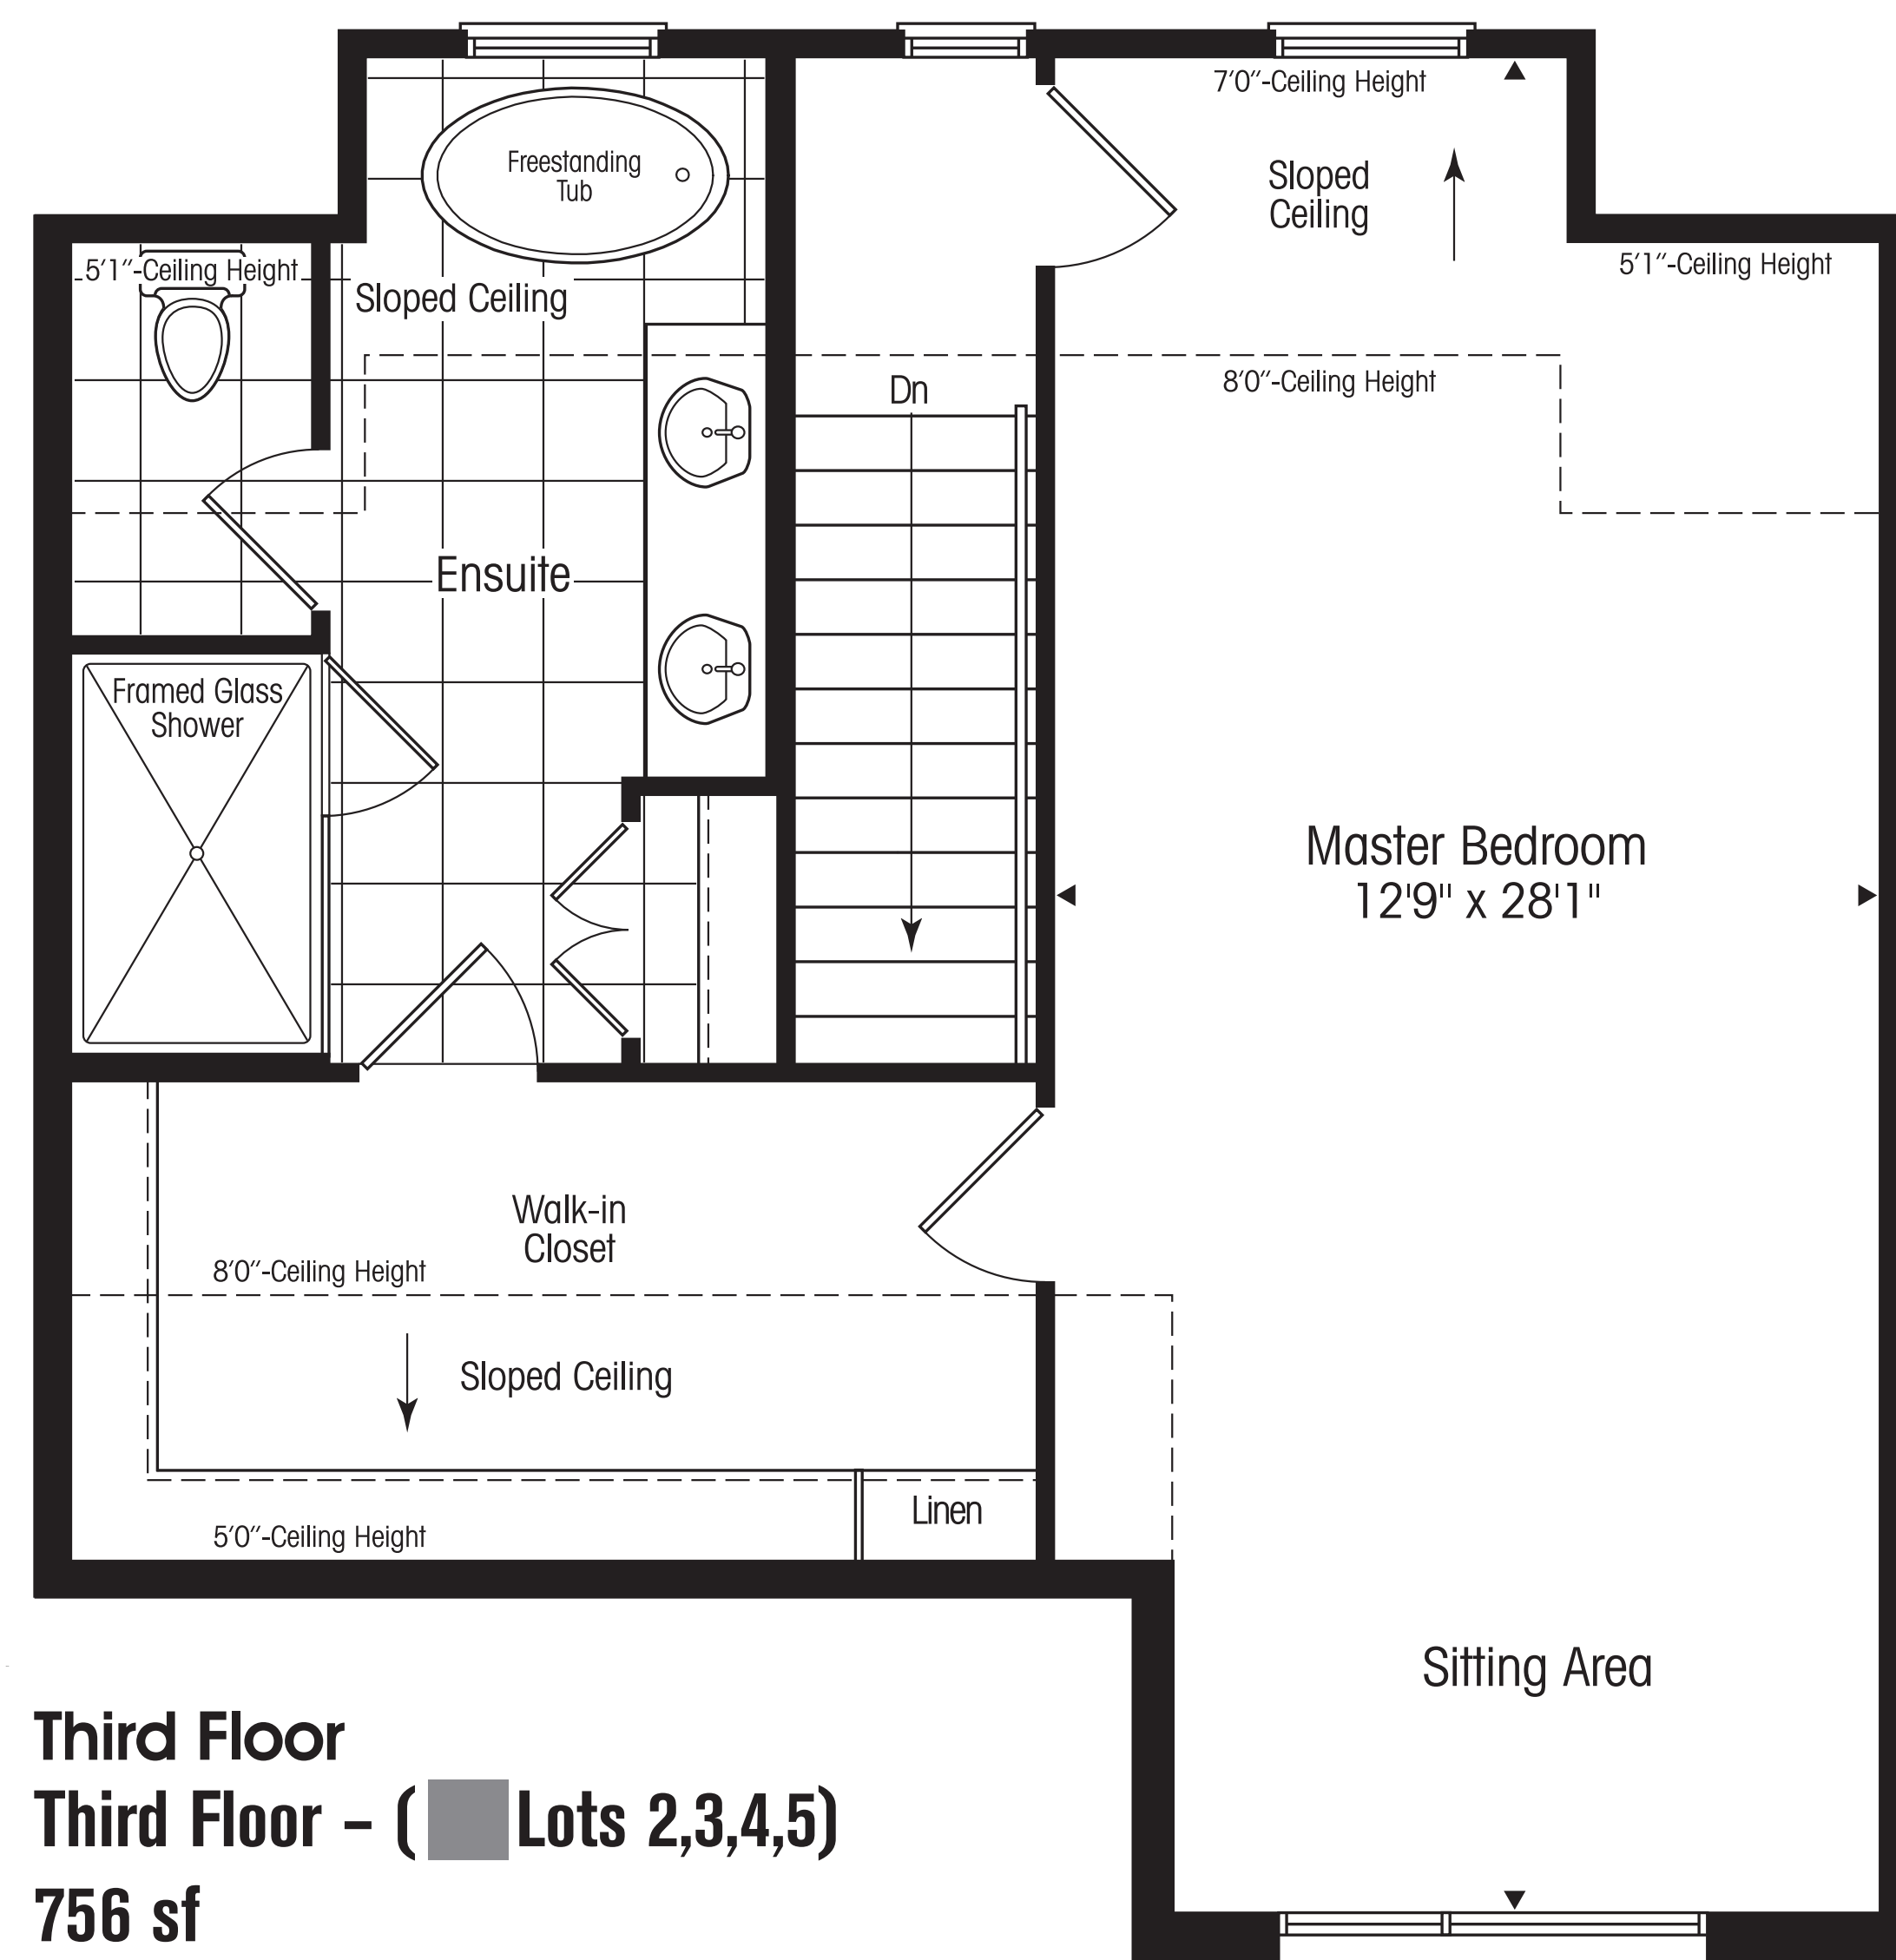 7'0"-Ceiling Height
Freestanding
Tub
Sloped
Ceiling
5'1"-Ceiling Height
5'1"-Ceiling Height
Sloped Ceiling
Dn
8'0"-Ceiling Height
Ensuite
Framed Glass
Shower
Master Bedroom
12'9" x 28'1"
Walk-in
Closet
8'0"-Ceiling Height
Sloped Ceiling
Linen
5'0"-Ceiling Height
Sitting Area
Third Floor
Third Floor – ( Lots 2,3,4,5)
756 sf